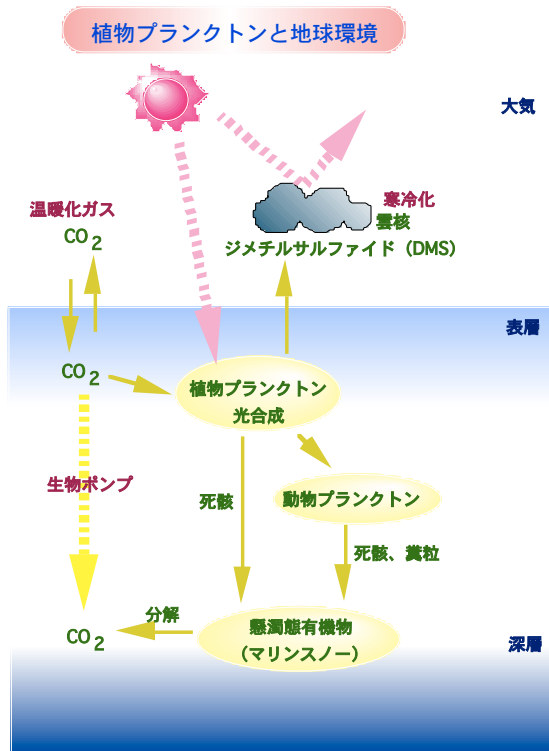 植物プランクトンと地球環境
大気
温暖化ガス
CO2
寒冷化
雲核
ジメチルサルファイド（DMS）
表層
CO2
植物プランクトン
光合成
生物ポンプ
死骸
動物プランクトン
死骸、糞粒
分解
CO2
懸濁態有機物
（マリンスノー）
深層